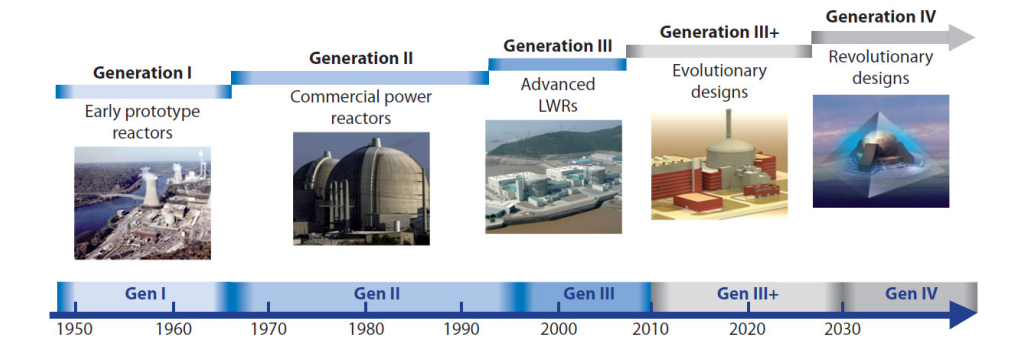 Generation I
Early prototype
reactors
Generation II
Commercial power
reactors
Generation III
Advanced
LWRs
Generation III+
Evolutionary
designs
Generation IV
Revolutionary
designs
Gen I
Gen II
Gen III
Gen III+
Gen IV
1950
1960
1970
1980
1990
2000
2010
2020
2030